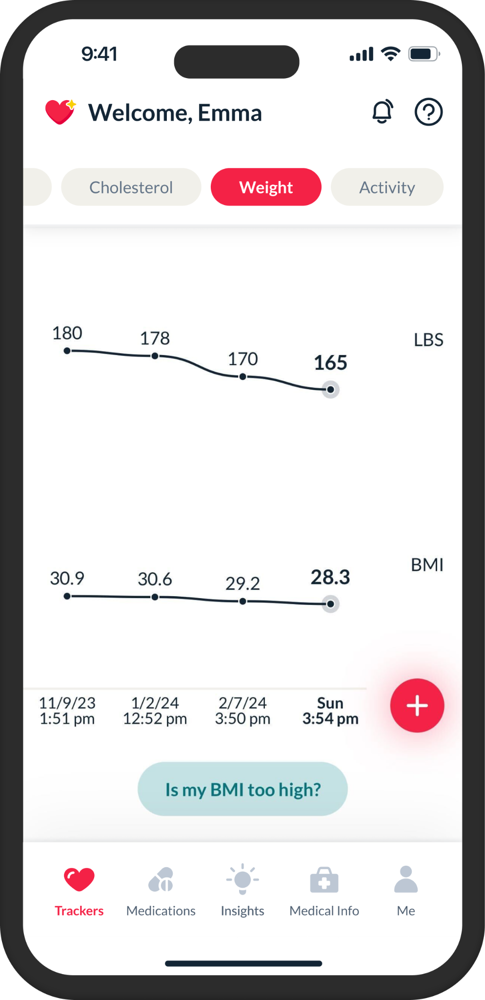 9:41
Welcome, Emma
Cholesterol
Weight
Activity
180
178
170
165
LBS
30.9
30.6
29.2
28.3
BMI
11/9/23
1:51 pm
1/2/24
12:52 pm
2/7/24
3:50 pm
Sun
3:54 pm
Is my BMI too high?
Trackers
Medications
Insights
Medical Info
Me